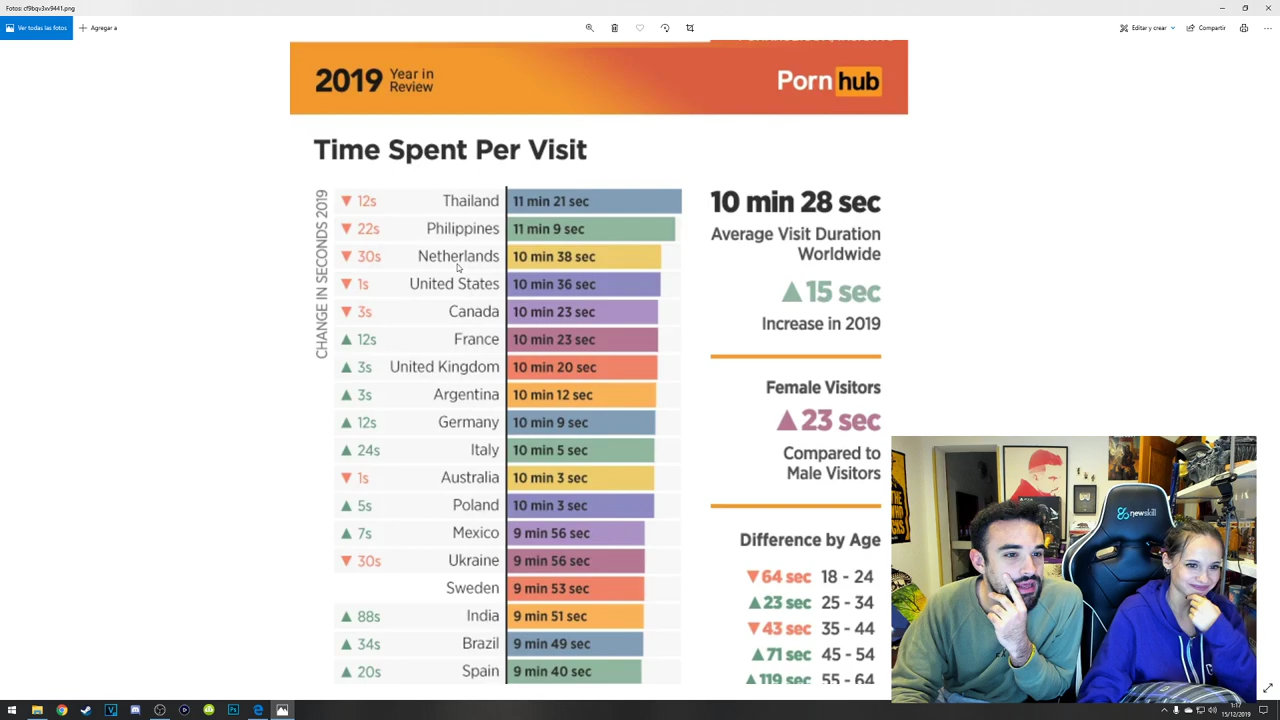 Fotos: cf9bqv3xv9441.png
Ver todas las fotos
Agregar a
Editar y crear
Compartir
2019 Year in Review
Porn hub
Time Spent Per Visit
CHANGE IN SECONDS 2019
▼ 12s Thailand 11 min 21 sec
▼ 22s Philippines 11 min 9 sec
▼ 30s Netherlands 10 min 38 sec
▼ 1s United States 10 min 36 sec
▼ 3s Canada 10 min 23 sec
▲ 12s France 10 min 23 sec
▲ 3s United Kingdom 10 min 20 sec
▲ 3s Argentina 10 min 12 sec
▲ 12s Germany 10 min 9 sec
▲ 24s Italy 10 min 5 sec
▼ 1s Australia 10 min 3 sec
▲ 5s Poland 10 min 3 sec
▲ 7s Mexico 9 min 56 sec
▼ 30s Ukraine 9 min 56 sec
Sweden 9 min 53 sec
▲ 88s India 9 min 51 sec
▲ 34s Brazil 9 min 49 sec
▲ 20s Spain 9 min 40 sec
10 min 28 sec
Average Visit Duration
Worldwide
▲ 15 sec
Increase in 2019
Female Visitors
▲ 23 sec
Compared to
Male Visitors
Difference by Age
▼ 64 sec 18 - 24
▲ 23 sec 25 - 34
▼ 43 sec 35 - 44
▲ 71 sec 45 - 54
▲ 119 sec 55 - 64
newskill
1:17
15/12/2019